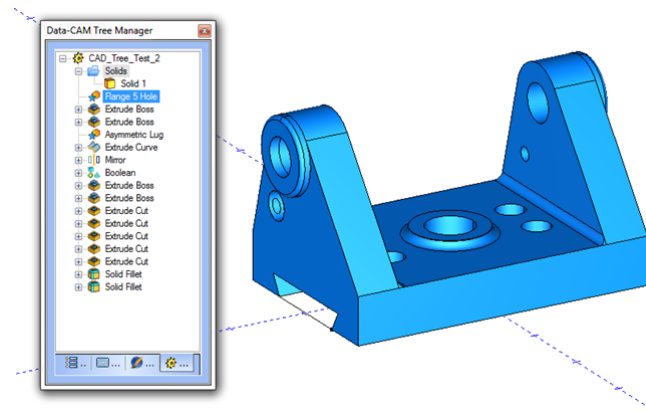 Data-CAM Tree Manager
CAD_Tree_Test_2
Solids
Solid 1
Flange 5 Hole
Extrude Boss
Extrude Boss
Asymmetric Lug
Extrude Curve
Mirror
Boolean
Extrude Boss
Extrude Boss
Extrude Cut
Extrude Cut
Extrude Cut
Extrude Cut
Extrude Cut
Solid Fillet
Solid Fillet